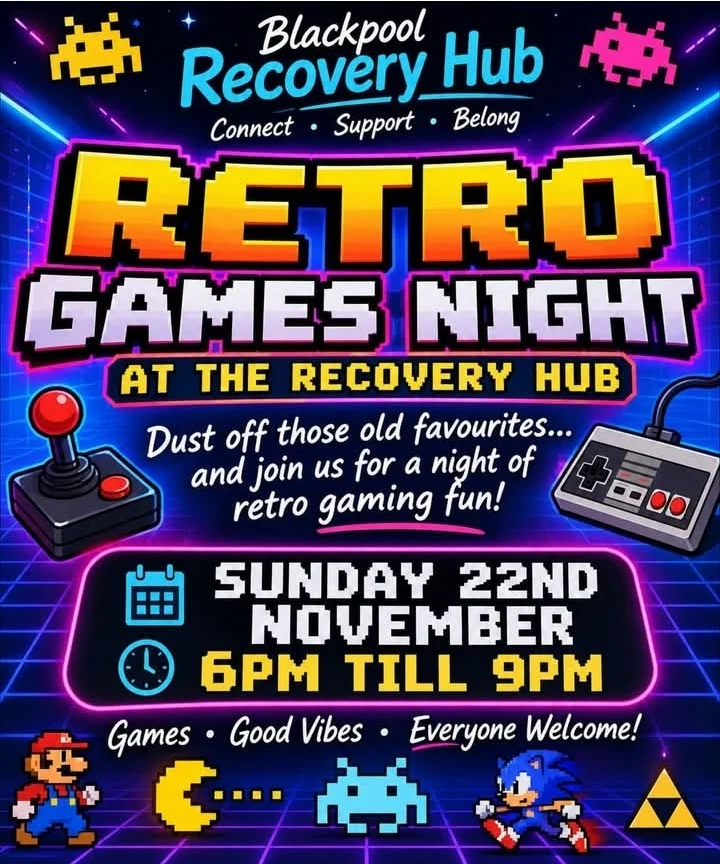 Blackpool
Recovery Hub
Connect • Support • Belong
RETRO
GAMES NIGHT
AT THE RECOVERY HUB
Dust off those old favourites...
and join us for a night of
retro gaming fun!
SUNDAY 22ND
NOVEMBER
6PM TILL 9PM
Games • Good Vibes • Everyone Welcome!